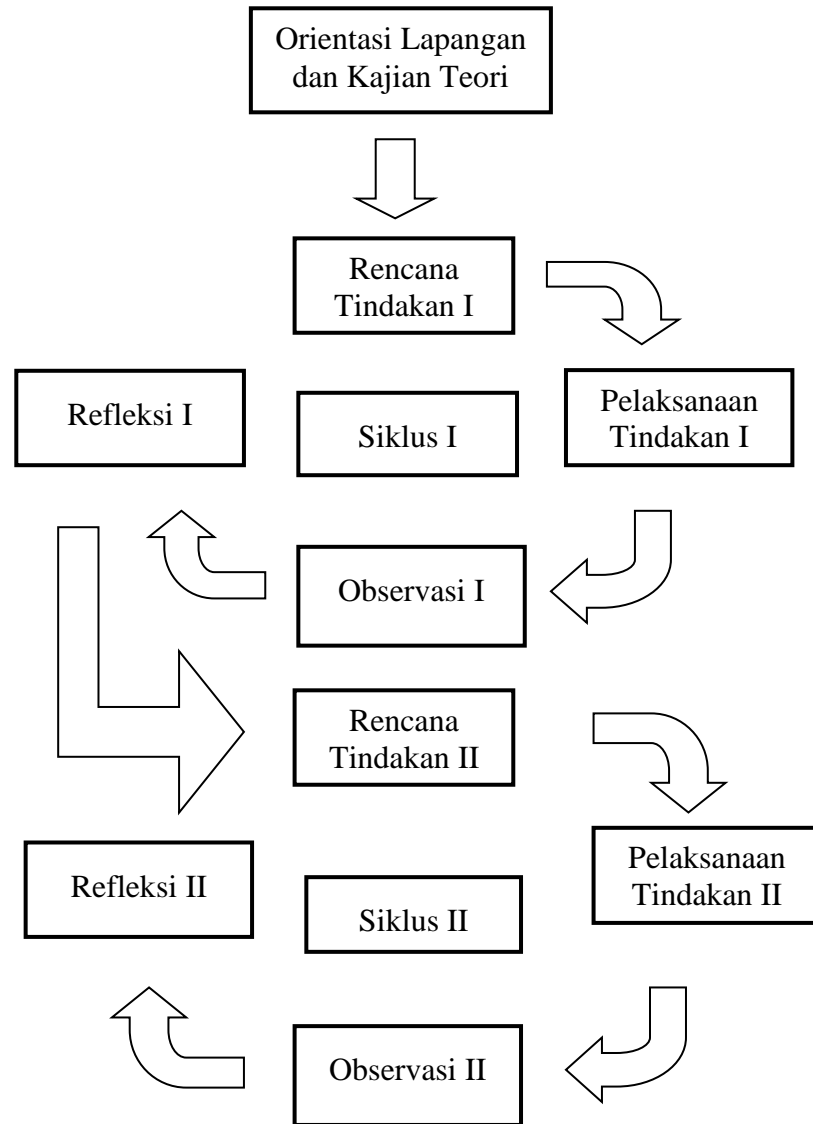 Orientasi Lapangan
dan Kajian Teori
Rencana
Tindakan I
Refleksi I
Siklus I
Pelaksanaan
Tindakan I
Observasi I
Rencana
Tindakan II
Refleksi II
Siklus II
Pelaksanaan
Tindakan II
Observasi II